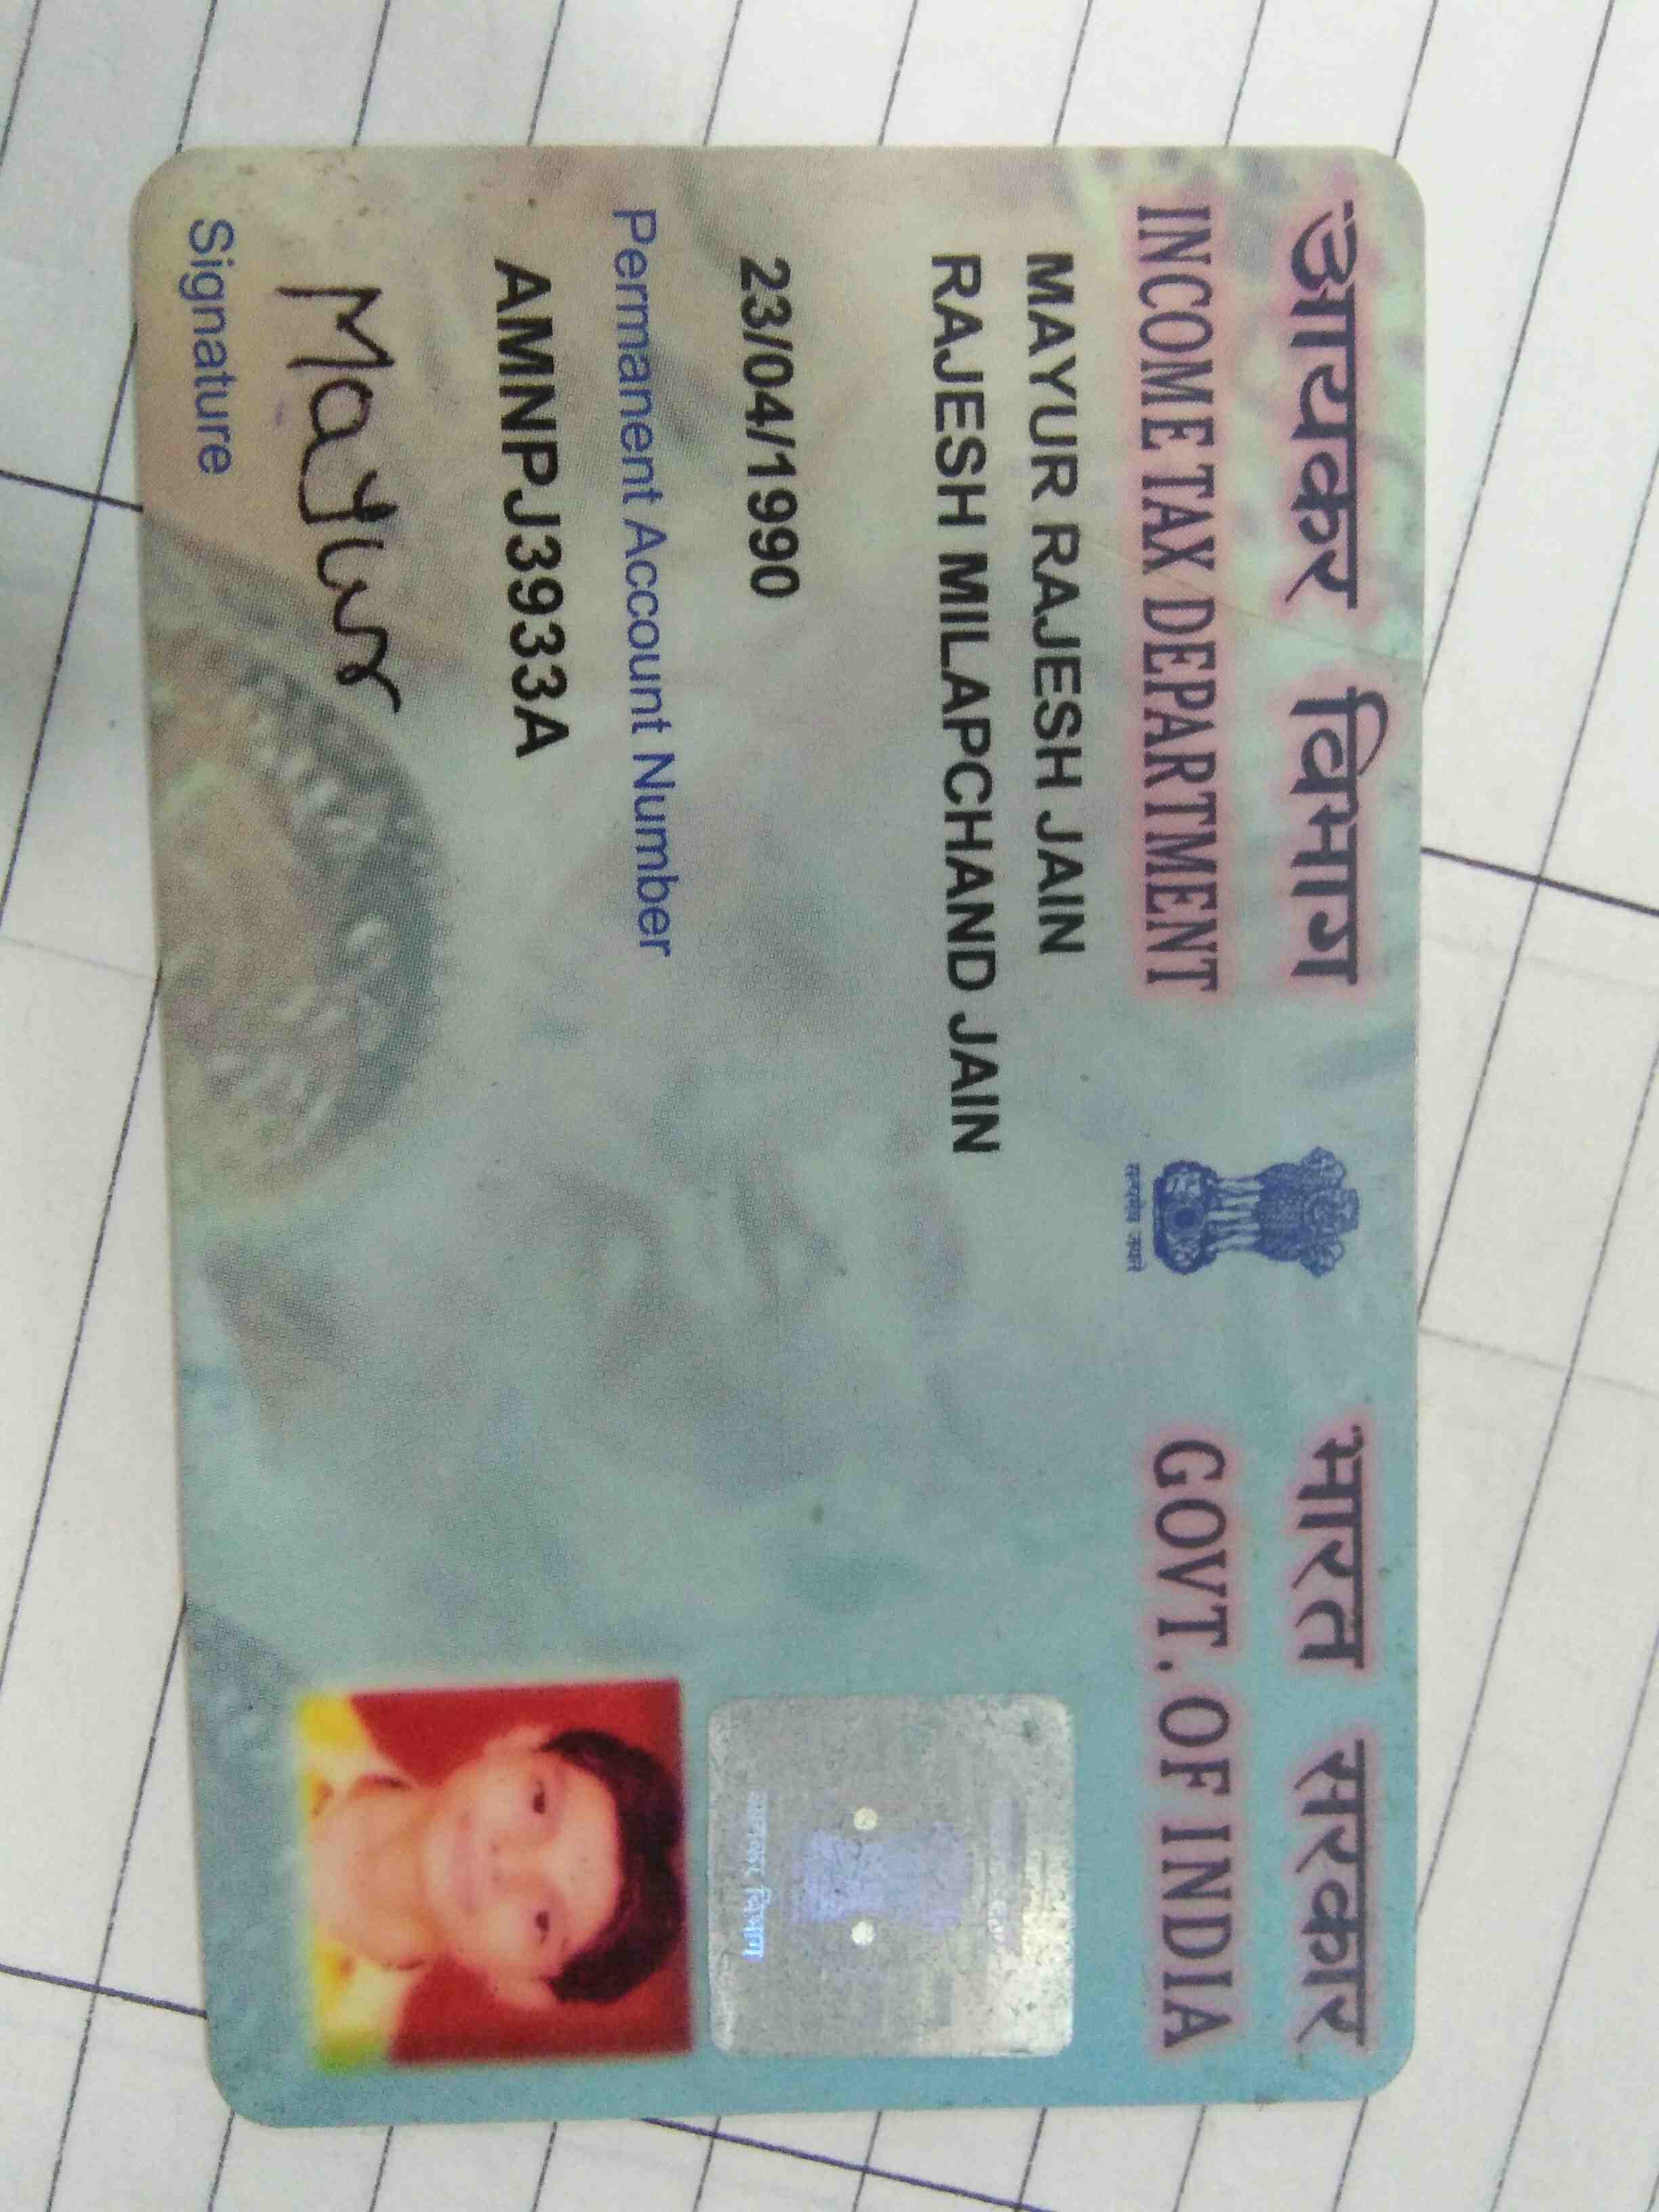 आयकर विभाग
INCOME TAX DEPARTMENT
सत्यमेव जयते
भारत सरकार
GOVT. OF INDIA
MAYUR RAJESH JAIN
RAJESH MILAPCHAND JAIN
23/04/1990
Permanent Account Number
AMNPJ3933A
Mayur
Signature
आयकर विभाग